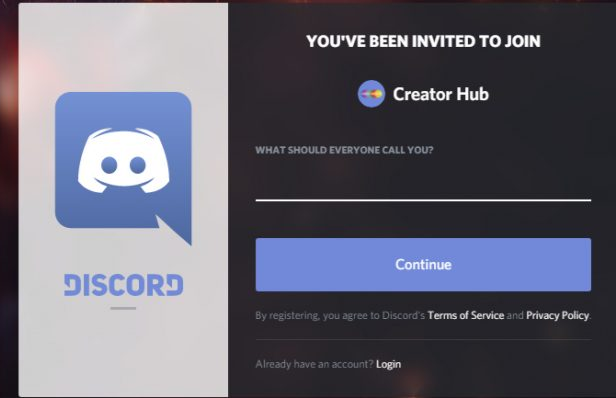 YOU'VE BEEN INVITED TO JOIN
Creator Hub
WHAT SHOULD EVERYONE CALL YOU?
Continue
DISCORD
By registering, you agree to Discord's Terms of Service and Privacy Policy.
Already have an account? Login